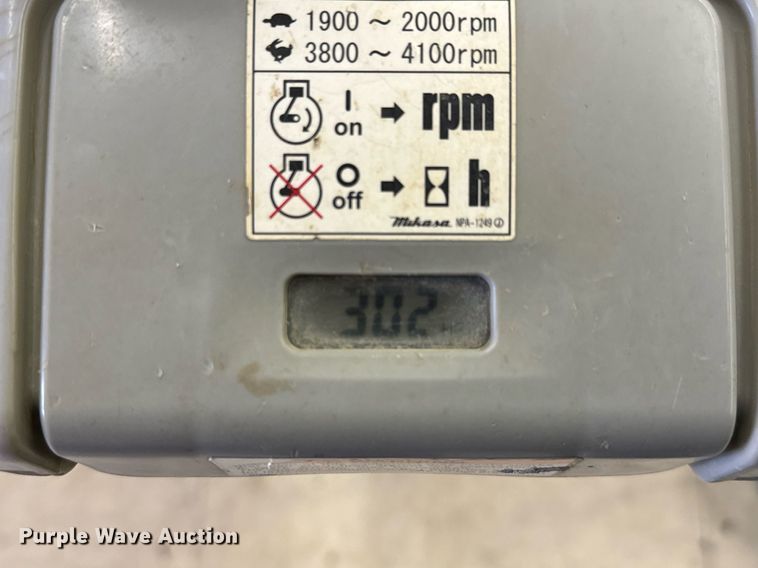 1900 ~ 2000rpm
3800 ~ 4100rpm
I on → rpm
O off → h
Mikasa NPA-1249
302
Purple Wave Auction